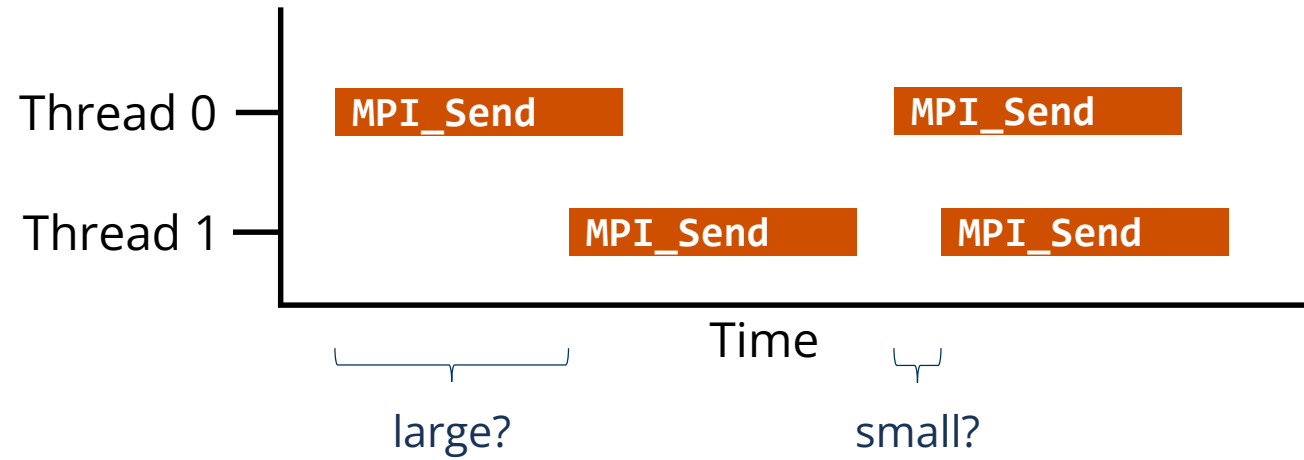 Thread 0
MPI_Send
MPI_Send
Thread 1
MPI_Send
MPI_Send
Time
large?
small?